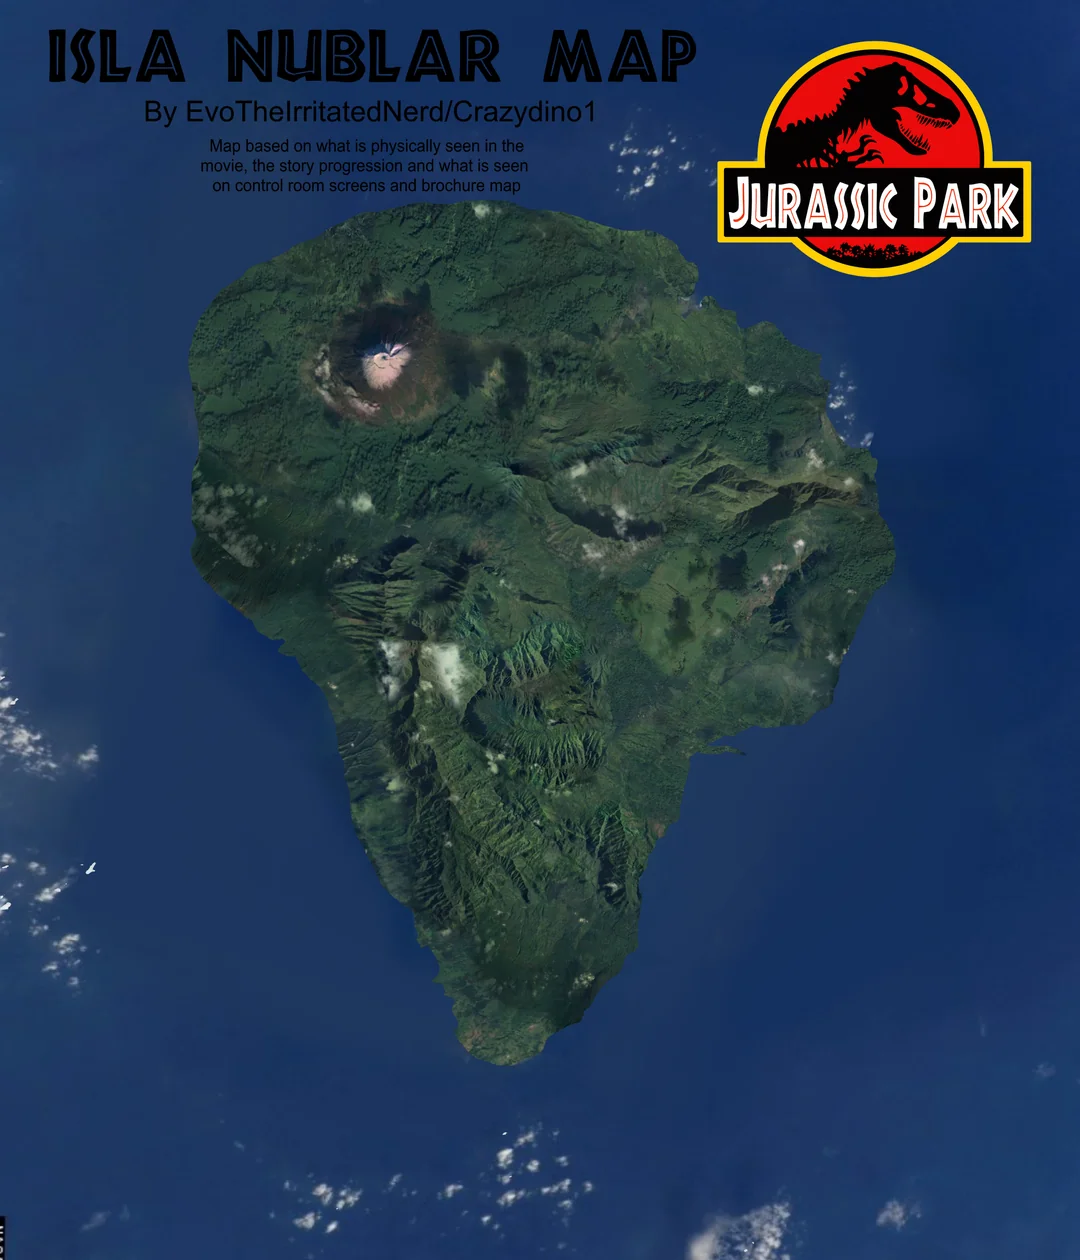 ISLA NUBLAR MAP
By EvoTheIrritatedNerd/Crazydino1
Map based on what is physically seen in the
movie, the story progression and what is seen
on control room screens and brochure map
JURASSIC PARK